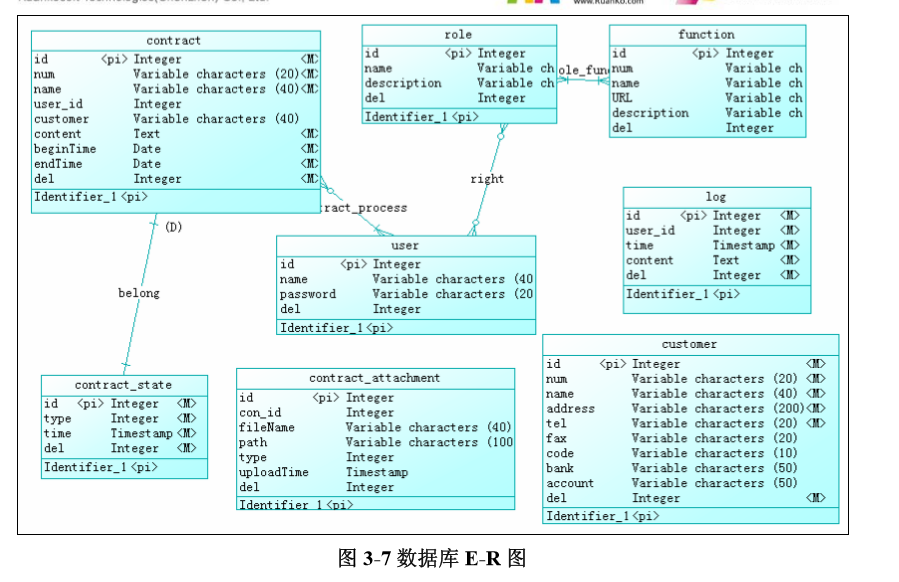 www.RuanKo.com
contract
id <pi> Integer <M>
num Variable characters (20) <M>
name Variable characters (40) <M>
user_id Integer
customer Variable characters (40)
content Text <M>
beginTime Date <M>
endTime Date <M>
del Integer <M>
Identifier_1 <pi>
role
id <pi> Integer
name Variable ch
description Variable ch
del Integer
Identifier_1 <pi>
ole_fun
function
id <pi> Integer
num Variable ch
name Variable ch
URL Variable ch
description Variable ch
del Integer
right
ract_process
(D)
belong
log
id <pi> Integer <M>
user_id Integer <M>
time Timestamp <M>
content Text <M>
del Integer <M>
Identifier_1 <pi>
user
id <pi> Integer
name Variable characters (40
password Variable characters (20
del Integer
Identifier_1 <pi>
customer
id <pi> Integer <M>
num Variable characters (20) <M>
name Variable characters (40) <M>
address Variable characters (200) <M>
tel Variable characters (20) <M>
fax Variable characters (20)
code Variable characters (10)
bank Variable characters (50)
account Variable characters (50)
del Integer <M>
Identifier_1 <pi>
contract_state
id <pi> Integer <M>
type Integer <M>
time Timestamp <M>
del Integer <M>
Identifier_1 <pi>
contract_attachment
id <pi> Integer
con_id Integer
fileName Variable characters (40)
path Variable characters (100
type Integer
uploadTime Timestamp
del Integer
Identifier_1 <pi>
图 3-7 数据库 E-R 图